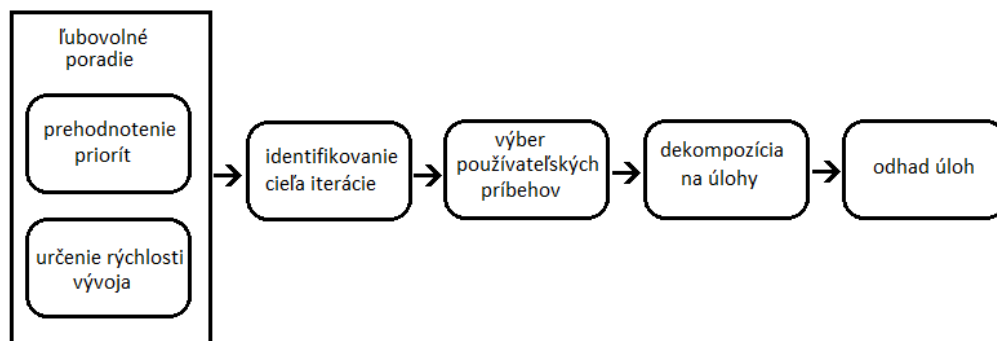 ľubovolné
poradie
prehodnotenie
priorít
určenie rýchlosti
vývoja
identifikovanie
cieľa iterácie
výber
používateľských
príbehov
dekompozícia
na úlohy
odhad úloh